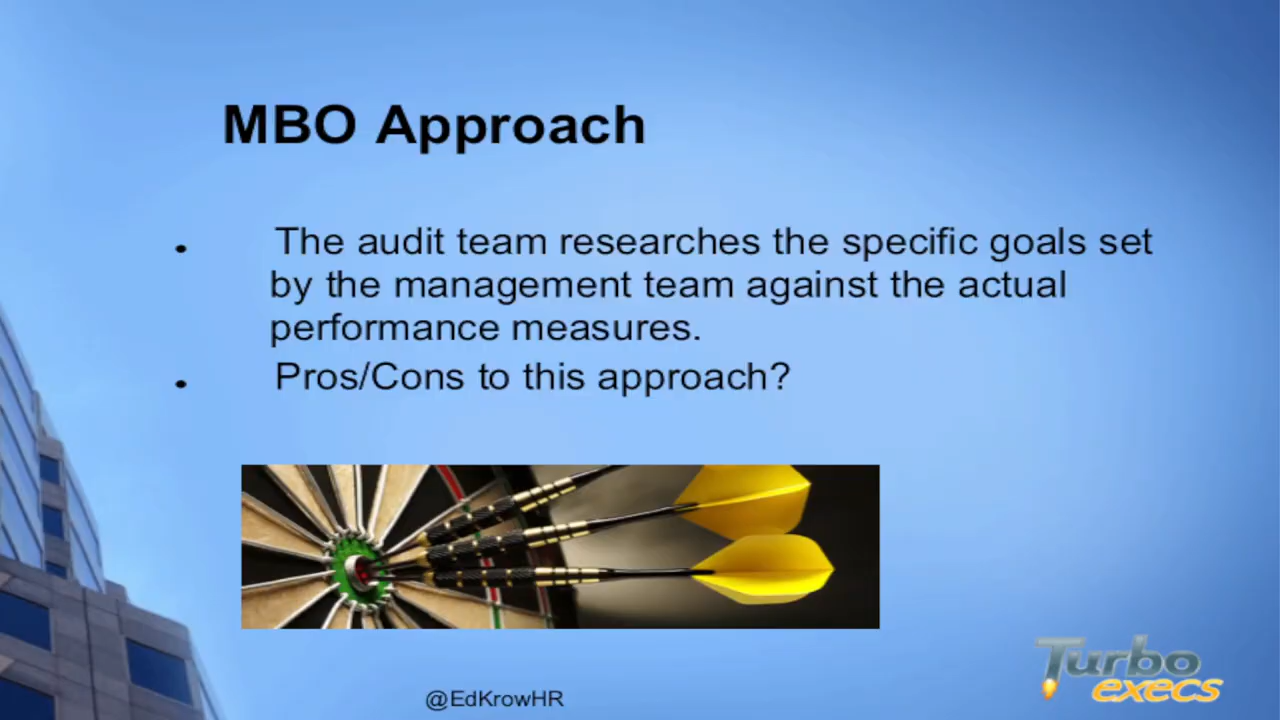 MBO Approach
• The audit team researches the specific goals set
by the management team against the actual
performance measures.
• Pros/Cons to this approach?
@EdKrowHR
Turbo
execs